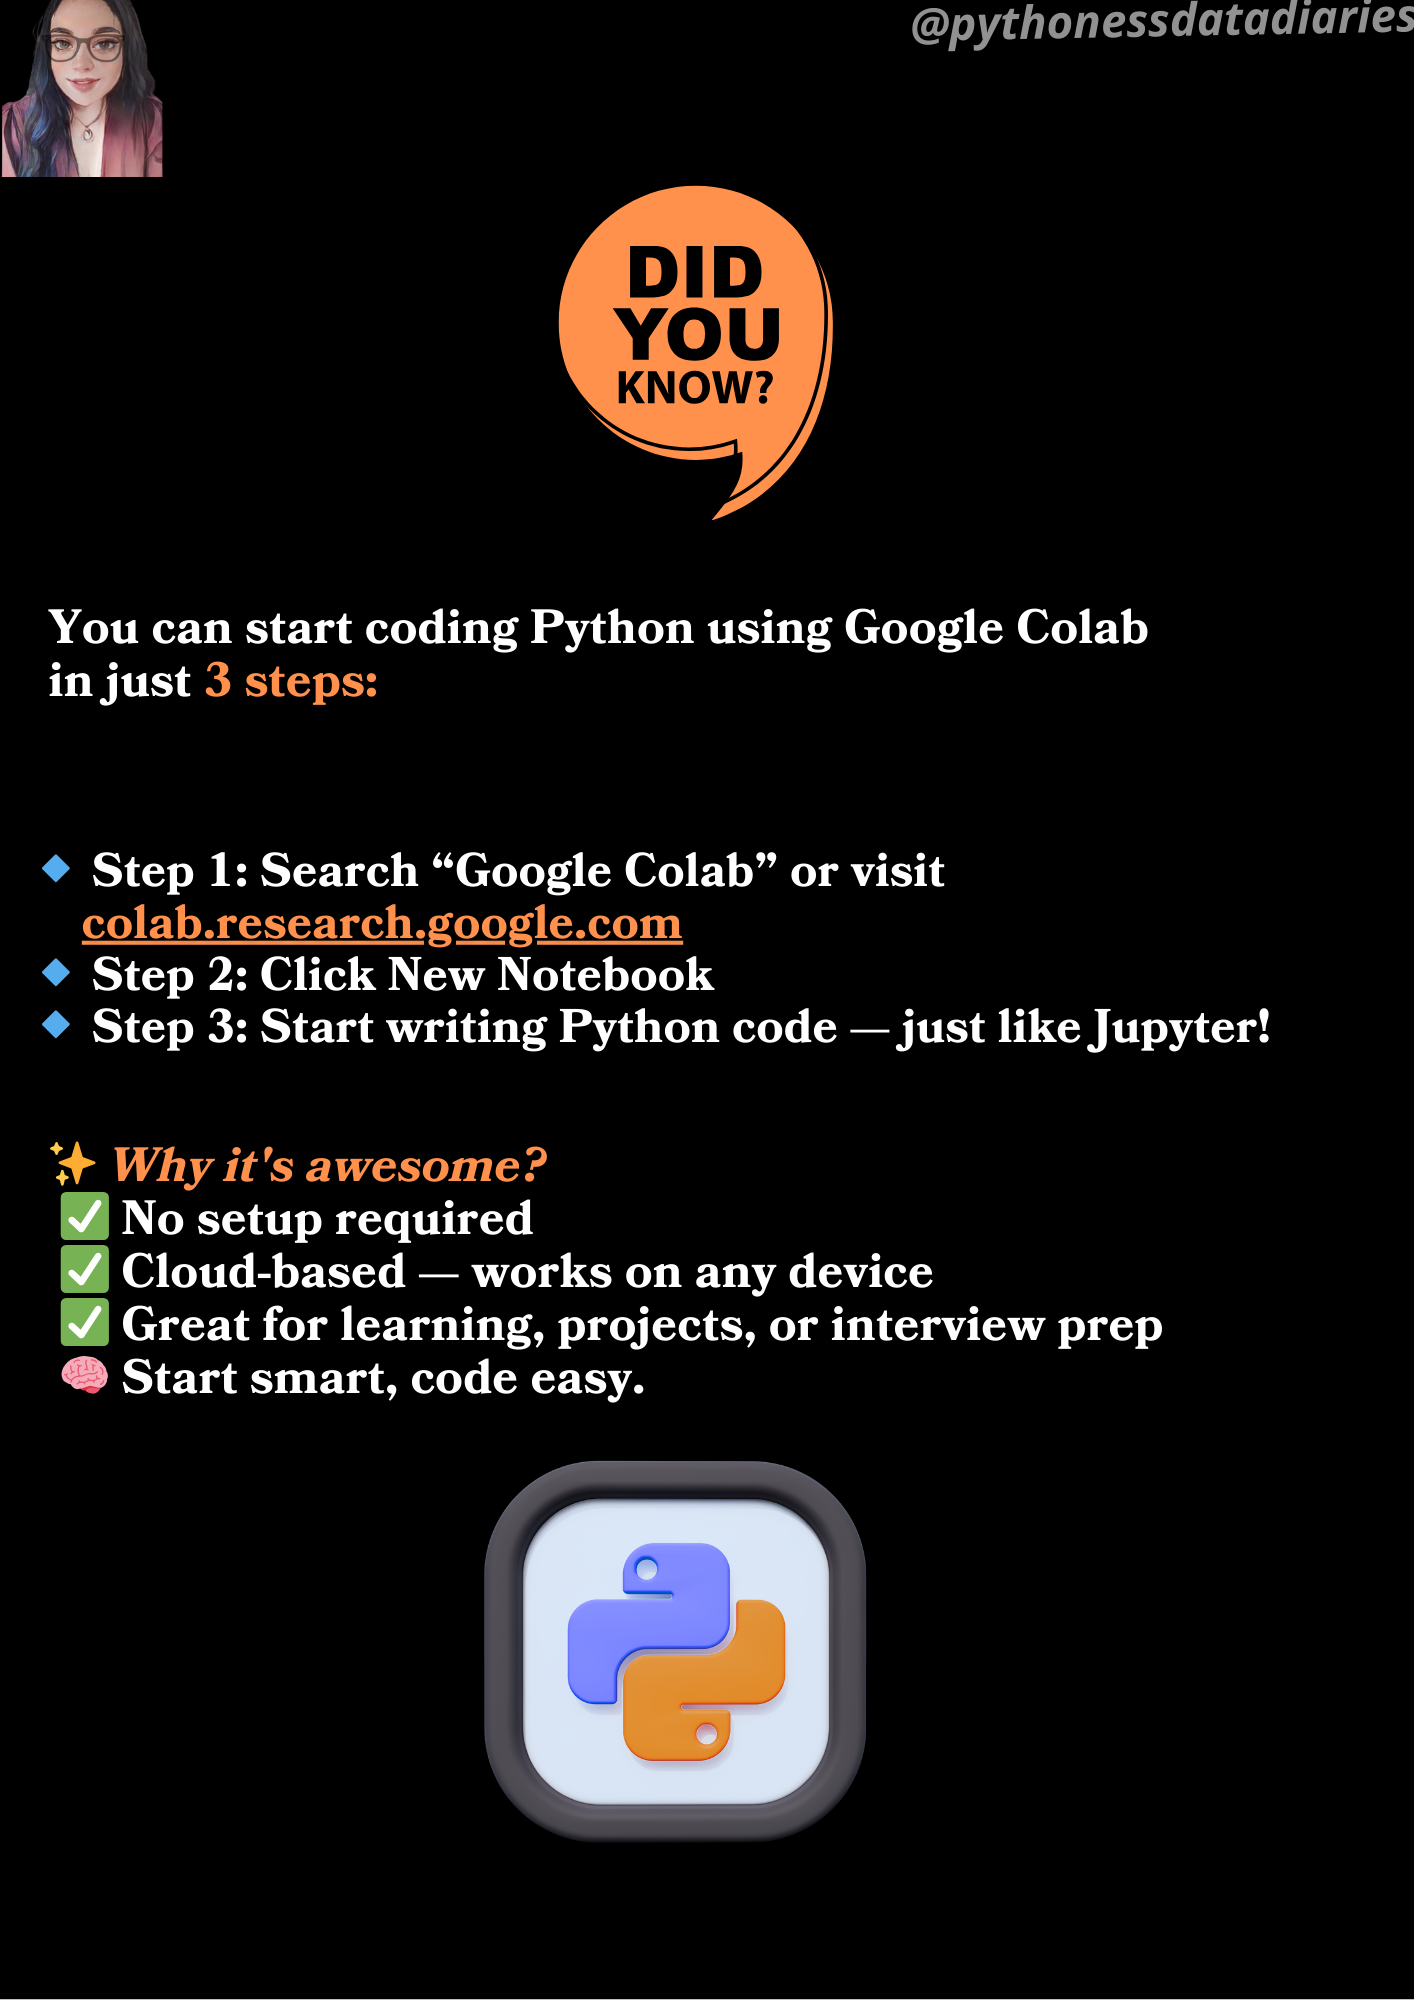 @pythonessdatadiaries
DID
YOU
KNOW?
You can start coding Python using Google Colab
in just 3 steps:
🔹 Step 1: Search “Google Colab” or visit
colab.research.google.com
🔹 Step 2: Click New Notebook
🔹 Step 3: Start writing Python code — just like Jupyter!
✨ Why it's awesome?
✅ No setup required
✅ Cloud-based — works on any device
✅ Great for learning, projects, or interview prep
🧠 Start smart, code easy.